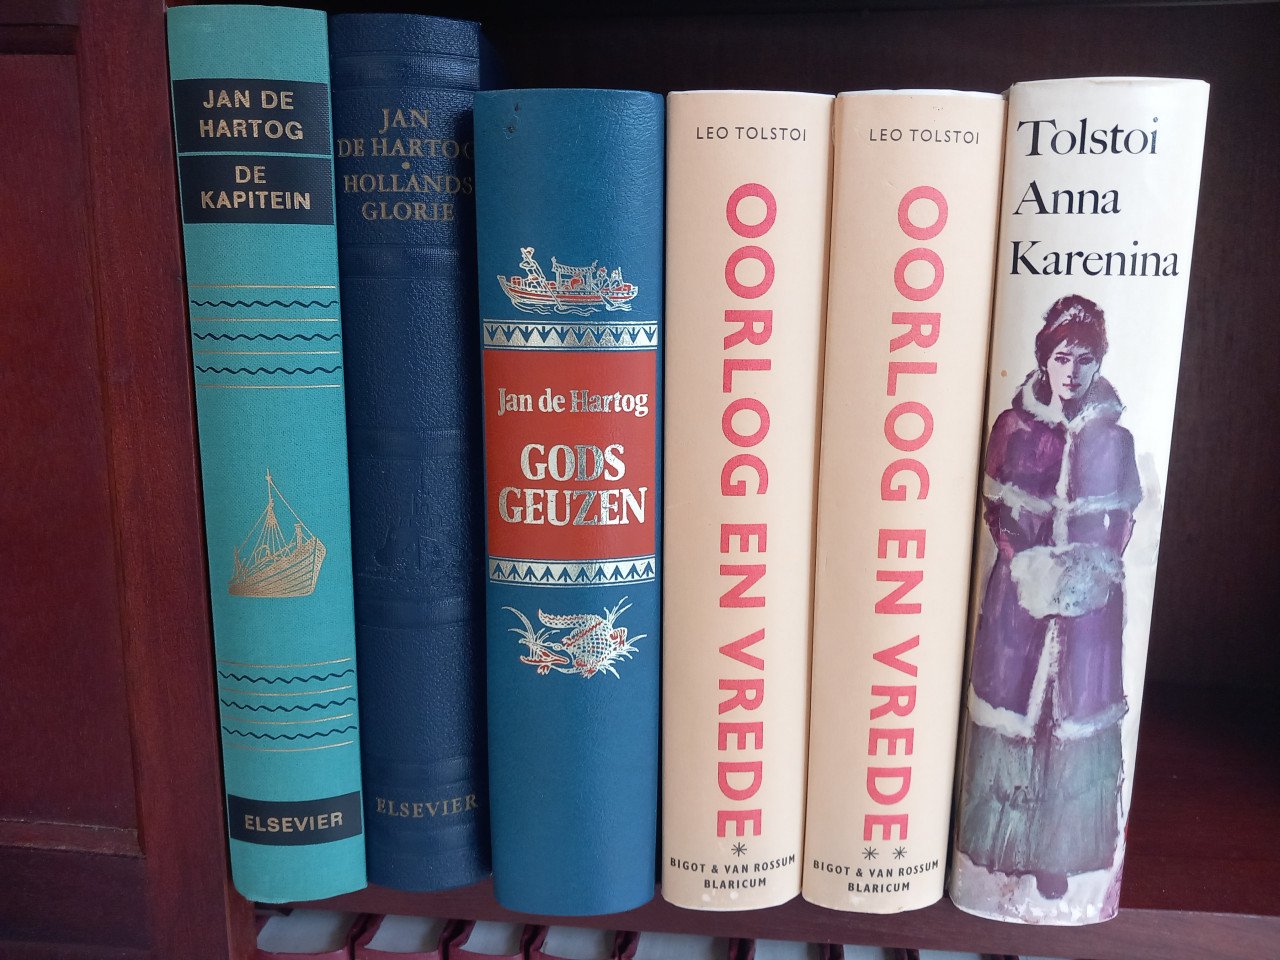 JAN DE
HARTOG
DE
KAPITEIN
ELSEVIER
JAN
DE HARTOG
HOLLANDS
GLORIE
ELSEVIER
Jan de Hartog
GODS
GEUZEN
LEO TOLSTOI
OORLOG EN VREDE
*
BIGOT & VAN ROSSUM
BLARICUM
LEO TOLSTOI
OORLOG EN VREDE
* *
BIGOT & VAN ROSSUM
BLARICUM
Tolstoi
Anna
Karenina